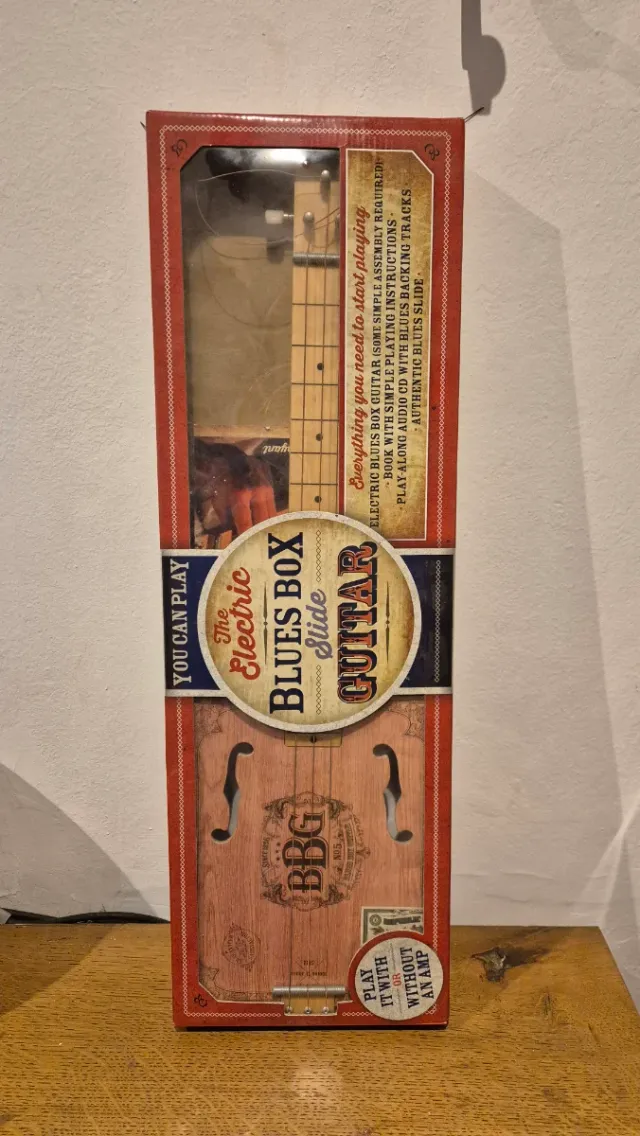 YOU CAN PLAY
The
Electric
BLUES BOX
Slide
GUITAR
Everything you need to start playing
ELECTRIC BLUES BOX GUITAR (SOME SIMPLE ASSEMBLY REQUIRED)
· BOOK WITH SIMPLE PLAYING INSTRUCTIONS ·
· PLAY-ALONG AUDIO CD WITH BLUES BACKING TRACKS ·
· AUTHENTIC BLUES SLIDE ·
BBG
No5
PLAY
IT WITH
OR
WITHOUT
AN AMP